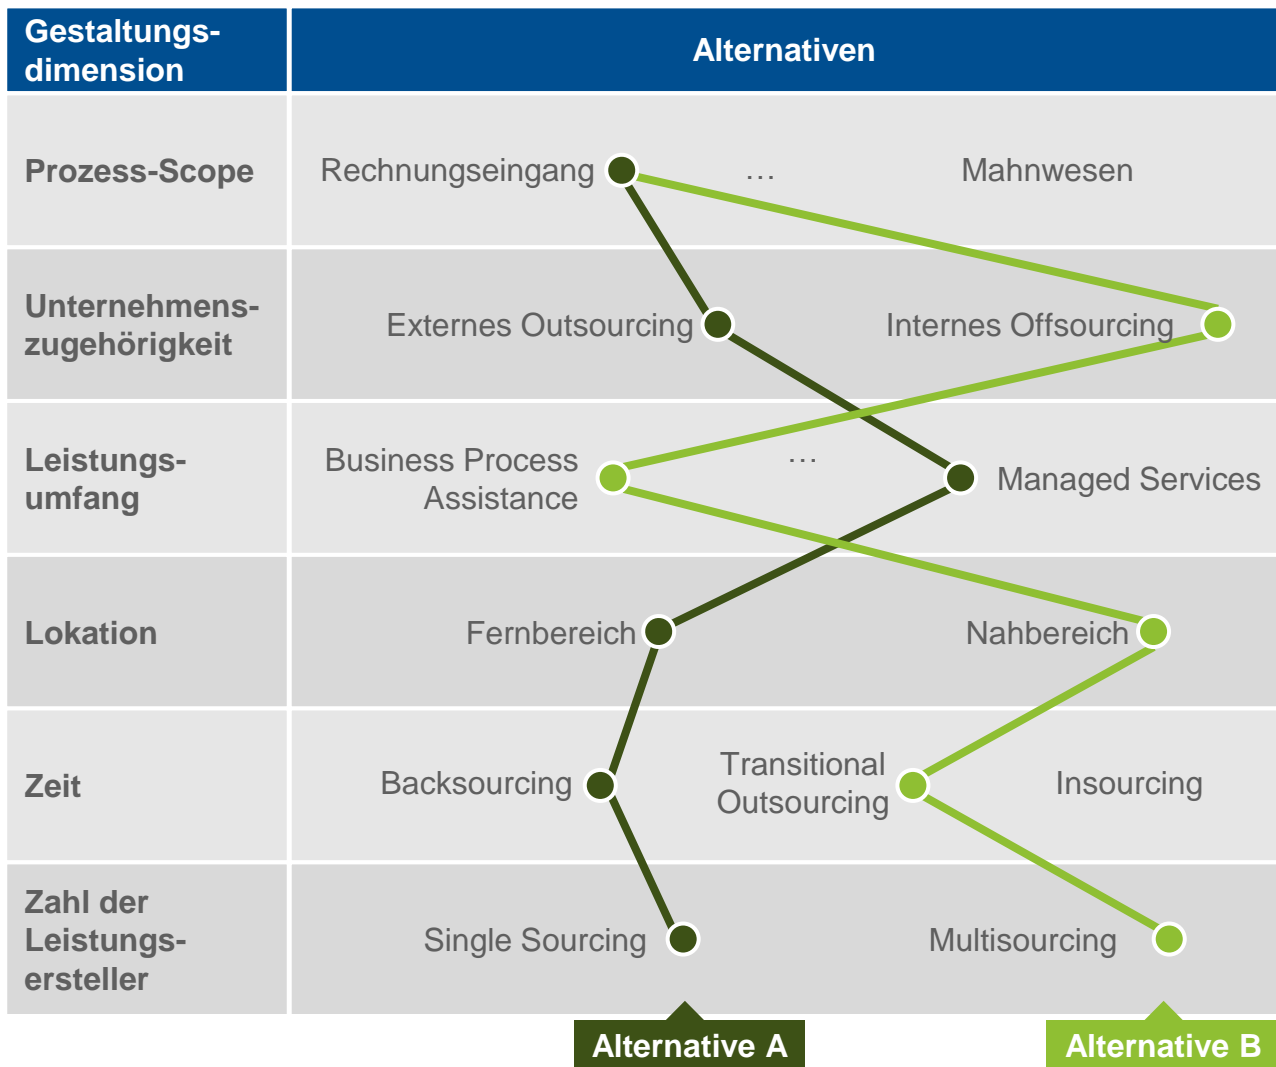 Gestaltungs-
dimension
Alternativen
Prozess-Scope
Rechnungseingang
…
Mahnwesen
Unternehmens-
zugehörigkeit
Externes Outsourcing
Internes Offsourcing
Leistungs-
umfang
Business Process
Assistance
…
Managed Services
Lokation
Fernbereich
Nahbereich
Zeit
Backsourcing
Transitional
Outsourcing
Insourcing
Zahl der
Leistungs-
ersteller
Single Sourcing
Multisourcing
Alternative A
Alternative B